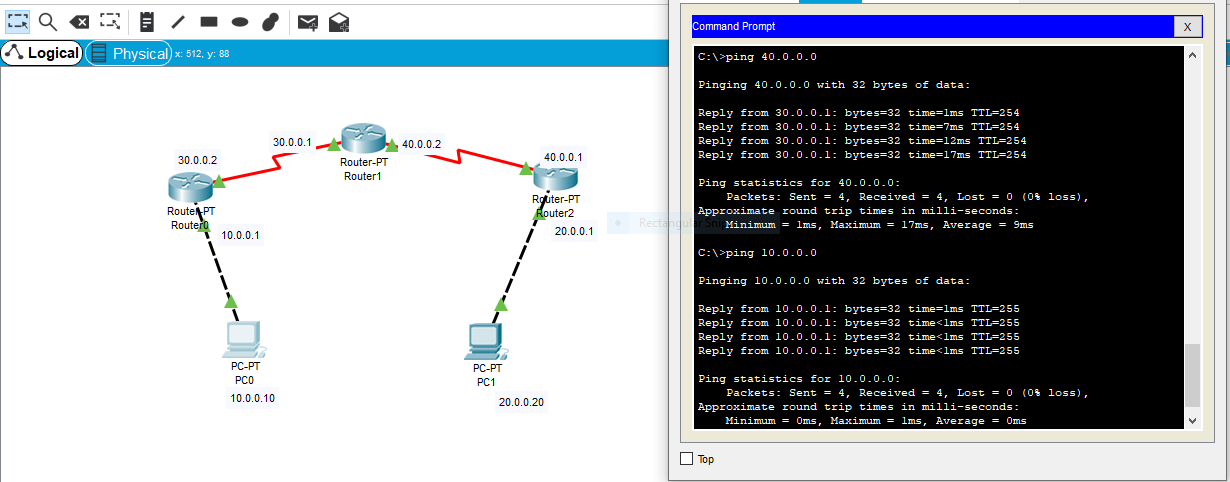 Logical
Physical
x: 512, y: 88
30.0.0.1
40.0.0.2
Router-PT
Router1
30.0.0.2
40.0.0.1
Router-PT
Router0
10.0.0.1
Router-PT
Router2
20.0.0.1
PC-PT
PC0
10.0.0.10
PC-PT
PC1
20.0.0.20
Command Prompt
X
C:\>ping 40.0.0.0
Pinging 40.0.0.0 with 32 bytes of data:
Reply from 30.0.0.1: bytes=32 time=1ms TTL=254
Reply from 30.0.0.1: bytes=32 time=7ms TTL=254
Reply from 30.0.0.1: bytes=32 time=12ms TTL=254
Reply from 30.0.0.1: bytes=32 time=17ms TTL=254
Ping statistics for 40.0.0.0:
Packets: Sent = 4, Received = 4, Lost = 0 (0% loss),
Approximate round trip times in milli-seconds:
Minimum = 1ms, Maximum = 17ms, Average = 9ms
C:\>ping 10.0.0.0
Pinging 10.0.0.0 with 32 bytes of data:
Reply from 10.0.0.1: bytes=32 time=1ms TTL=255
Reply from 10.0.0.1: bytes=32 time<1ms TTL=255
Reply from 10.0.0.1: bytes=32 time<1ms TTL=255
Reply from 10.0.0.1: bytes=32 time<1ms TTL=255
Ping statistics for 10.0.0.0:
Packets: Sent = 4, Received = 4, Lost = 0 (0% loss),
Approximate round trip times in milli-seconds:
Minimum = 0ms, Maximum = 1ms, Average = 0ms
Top
Rectangular